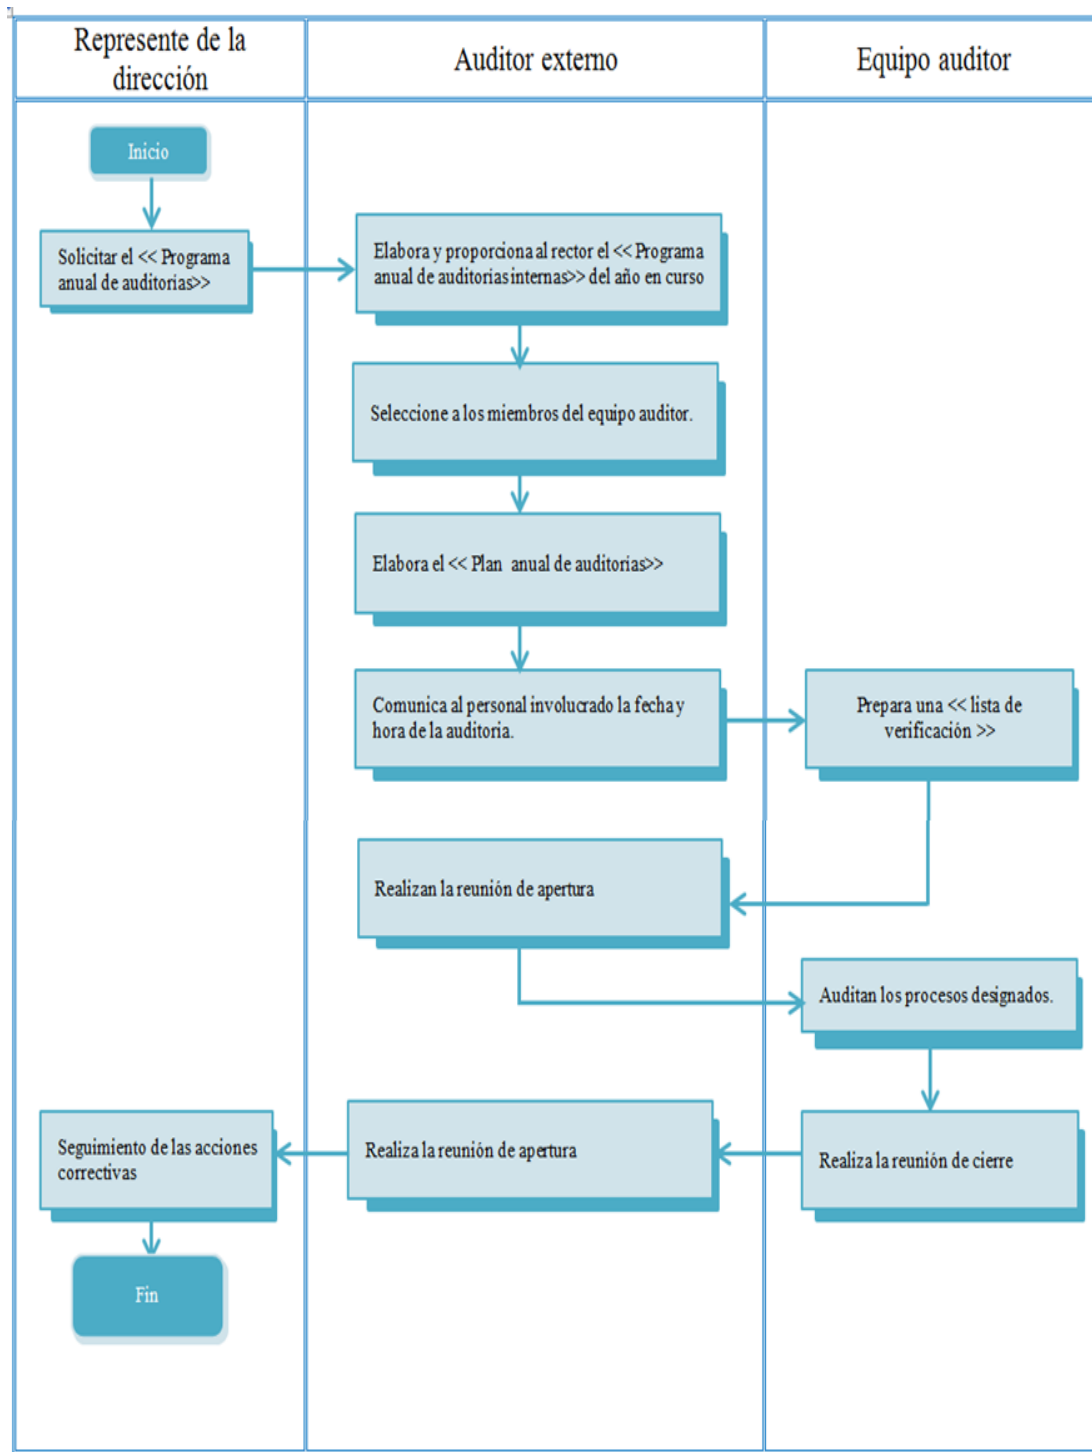 Represente de la
dirección
Auditor externo
Equipo auditor
Inicio
Solicitar el << Programa
anual de auditorias>>
Elabora y proporciona al rector el << Programa
anual de auditorias internas>> del año en curso
Seleccione a los miembros del equipo auditor.
Elabora el << Plan anual de auditorias>>
Comunica al personal involucrado la fecha y
hora de la auditoria.
Prepara una << lista de
verificación >>
Realizan la reunión de apertura
Auditan los procesos designados.
Realiza la reunión de cierre
Realiza la reunión de apertura
Seguimiento de las acciones
correctivas
Fin